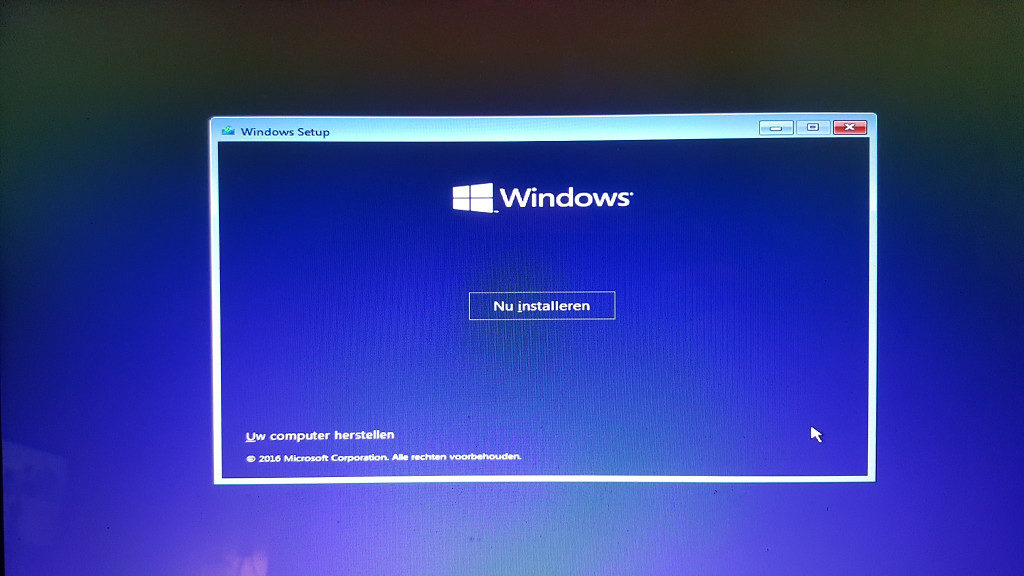 Windows Setup
Windows
Nu installeren
Uw computer herstellen
© 2016 Microsoft Corporation. Alle rechten voorbehouden.